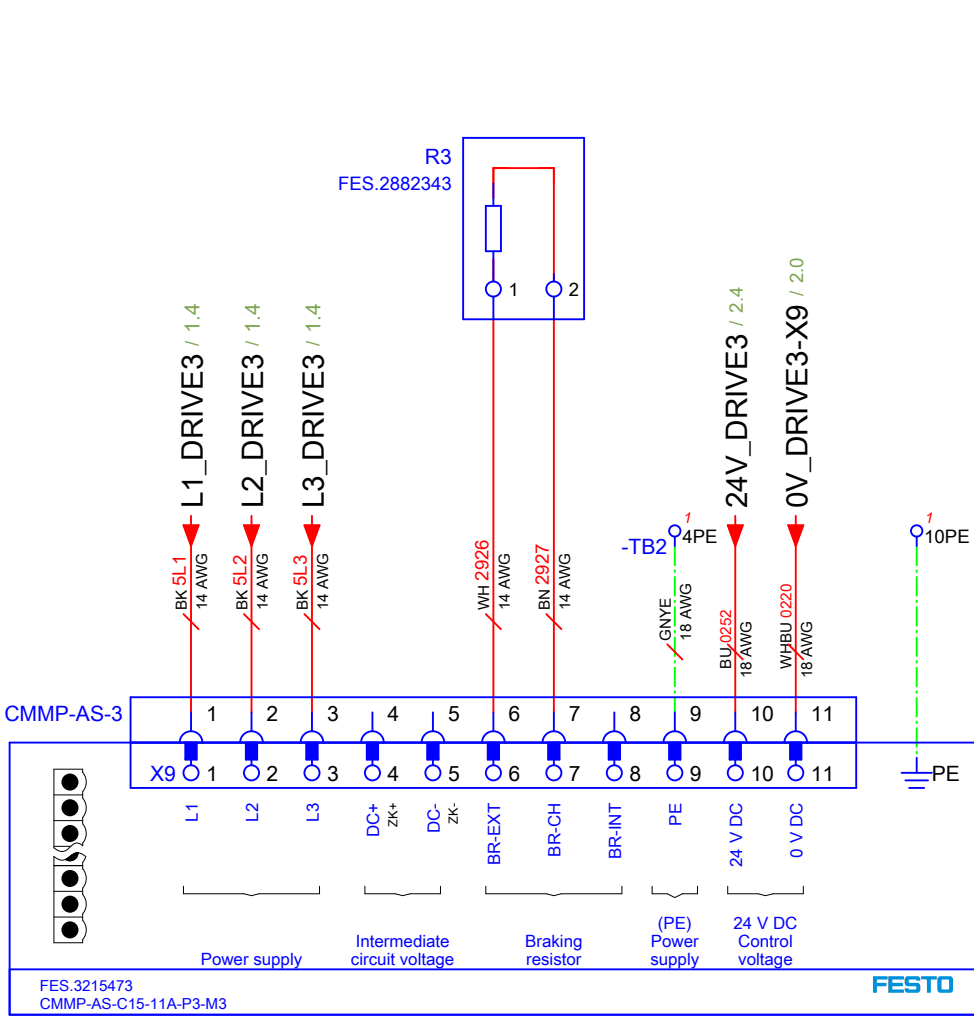 R3
FES.2882343
1
2
L1_DRIVE3 / 1.4
L2_DRIVE3 / 1.4
L3_DRIVE3 / 1.4
24V_DRIVE3 / 2.4
0V_DRIVE3-X9 / 2.0
BK 5L1
14 AWG
BK 5L2
14 AWG
BK 5L3
14 AWG
WH 2926
14 AWG
BN 2927
14 AWG
-TB2
1
4PE
GNYE
18 AWG
BU 0252
18 AWG
WHBU 0220
18 AWG
1
10PE
CMMP-AS-3
1 2 3 4 5 6 7 8 9 10 11
X9 1 2 3 4 5 6 7 8 9 10 11
PE
L1
L2
L3
DC+
ZK+
DC-
ZK-
BR-EXT
BR-CH
BR-INT
PE
24 V DC
0 V DC
Power supply
Intermediate
circuit voltage
Braking
resistor
(PE)
Power
supply
24 V DC
Control
voltage
FES.3215473
CMMP-AS-C15-11A-P3-M3
FESTO